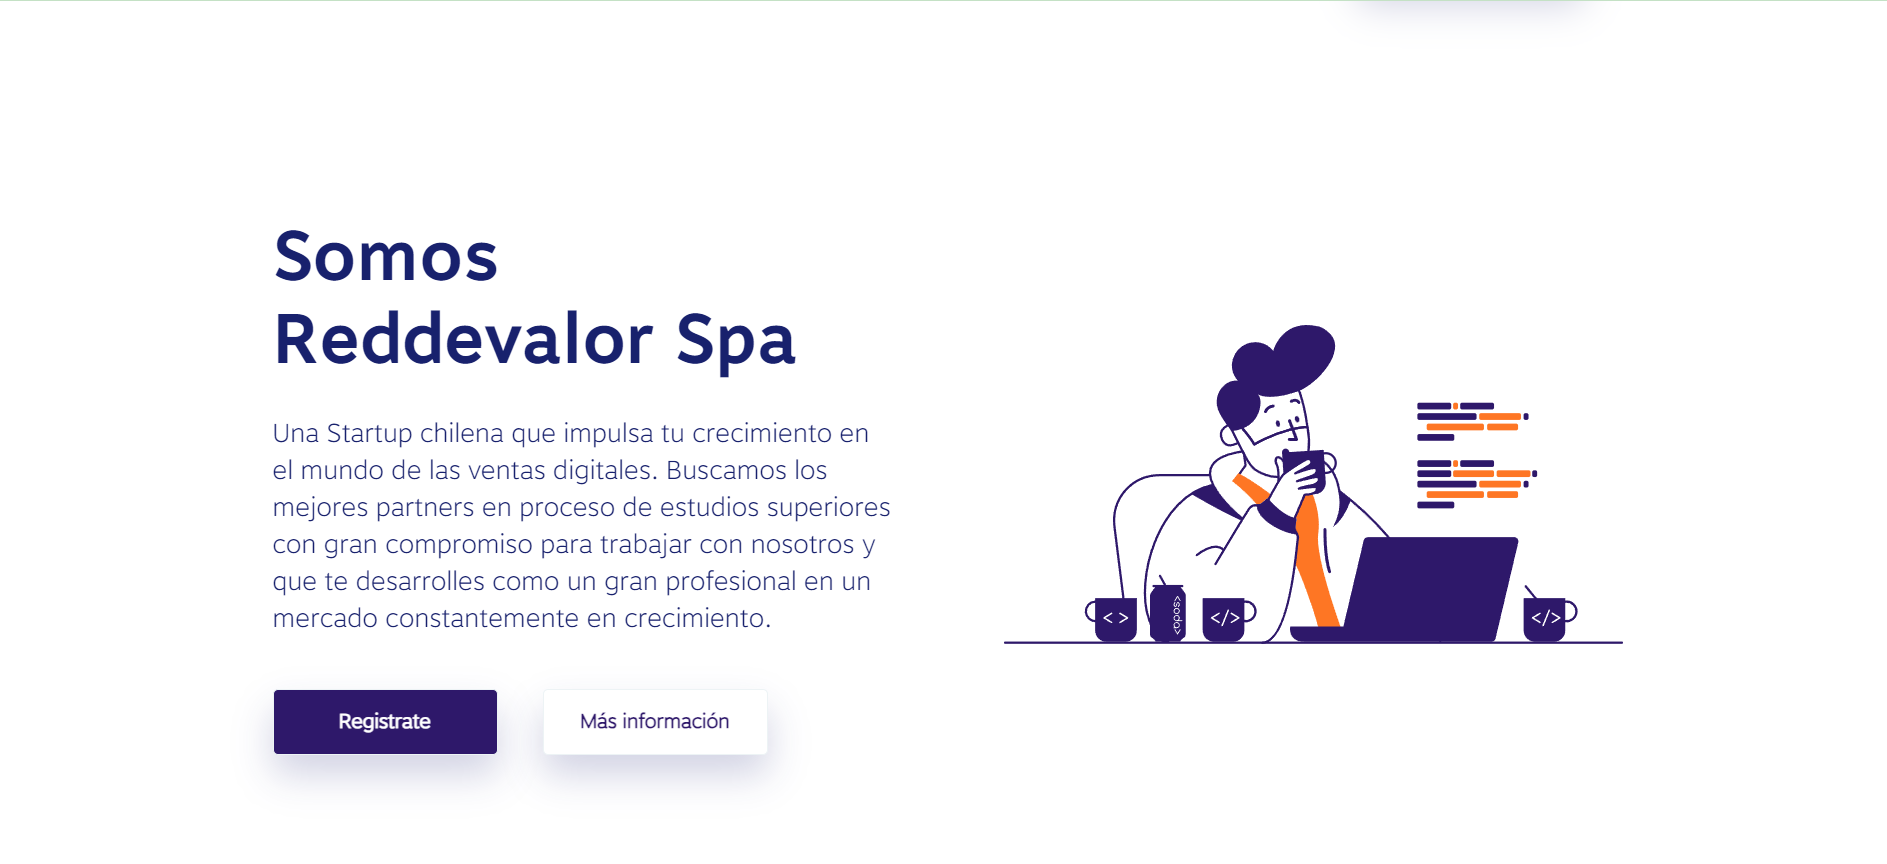 Somos
Reddevalor Spa
Una Startup chilena que impulsa tu crecimiento en
el mundo de las ventas digitales. Buscamos los
mejores partners en proceso de estudios superiores
con gran compromiso para trabajar con nosotros y
que te desarrolles como un gran profesional en un
mercado constantemente en crecimiento.
Registrate
Más información
< >
<soda>
</>
</>